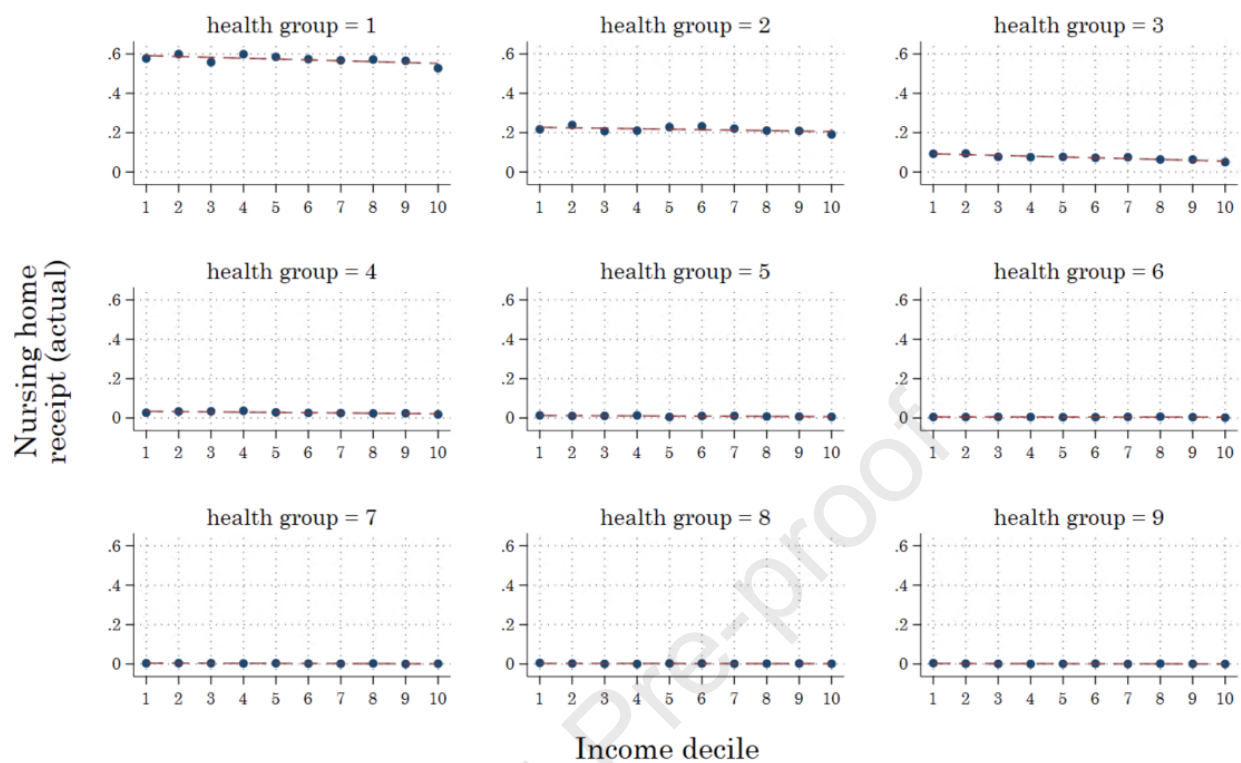 health group = 1
health group = 2
health group = 3
.6
.4
.2
0
1 2 3 4 5 6 7 8 9 10
.6
.4
.2
0
1 2 3 4 5 6 7 8 9 10
.6
.4
.2
0
1 2 3 4 5 6 7 8 9 10
Nursing home
receipt (actual)
health group = 4
health group = 5
health group = 6
.6
.4
.2
0
1 2 3 4 5 6 7 8 9 10
.6
.4
.2
0
1 2 3 4 5 6 7 8 9 10
.6
.4
.2
0
1 2 3 4 5 6 7 8 9 10
health group = 7
health group = 8
health group = 9
.6
.4
.2
0
1 2 3 4 5 6 7 8 9 10
.6
.4
.2
0
1 2 3 4 5 6 7 8 9 10
.6
.4
.2
0
1 2 3 4 5 6 7 8 9 10
Income decile
Pre-proof